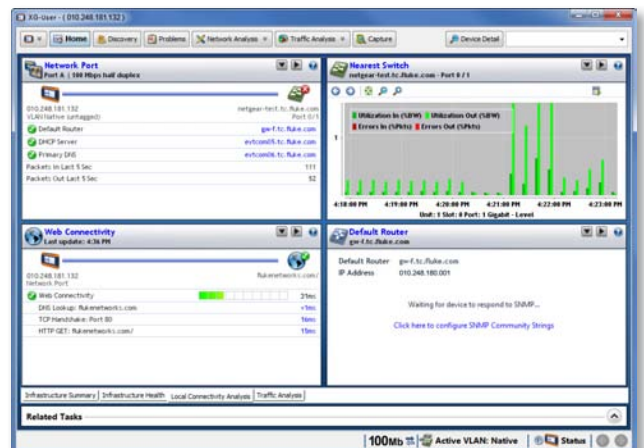 XG-User - ( 010.248.181.132 )
Home Discovery Problems Network Analysis Traffic Analysis Capture Device Detail
Network Port
Port A | 100 Mbps half duplex
010.248.181.132
VLAN Native (untagged)
netgear-test.tc.fluke.com
Port 0/1
Default Router gw-f.tc.fluke.com
DHCP Server evtcom05.tc.fluke.com
Primary DNS evtcom06.tc.fluke.com
Packets In Last 5 Sec 111
Packets Out Last 5 Sec 52
Nearest Switch
netgear-test.tc.fluke.com - Port 0 / 1
Utilization In (%BW) Utilization Out (%BW)
Errors In (%Pkts) Errors Out (%Pkts)
1
4:18:00 PM 4:19:00 PM 4:20:00 PM 4:21:00 PM 4:22:00 PM 4:23:00 PM
Unit: 1 Slot: 0 Port: 1 Gigabit - Level
Web Connectivity
Last update: 4:36 PM
010.248.181.132
Network Port
flukenetworks.com/
Web Connectivity 31ms
DNS Lookup: flukenetworks.com <1ms
TCP Handshake: Port 80 16ms
HTTP GET: flukenetworks.com/ 15ms
Default Router
gw-f.tc.fluke.com
Default Router gw-f.tc.fluke.com
IP Address 010.248.180.001
Waiting for device to respond to SNMP...
Click here to configure SNMP Community Strings
Infrastructure Summary Infrastructure Health Local Connectivity Analysis Traffic Analysis
Related Tasks
100Mb Active VLAN: Native Status